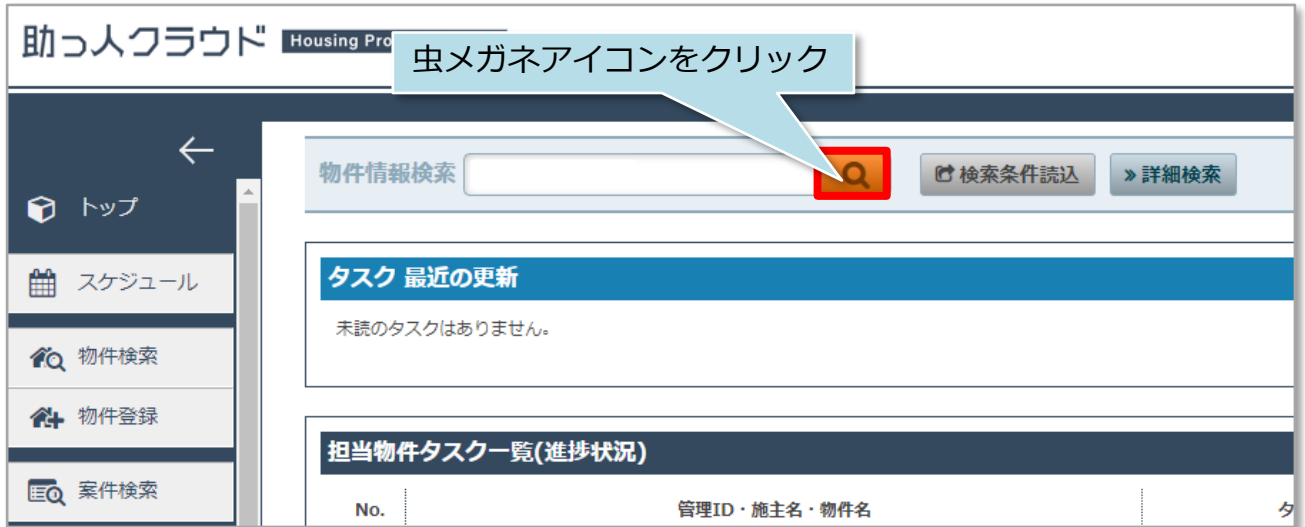 助っ人クラウド Housing Pro
虫メガネアイコンをクリック
←
トップ
スケジュール
物件検索
物件登録
案件検索
物件情報検索
検索条件読込
» 詳細検索
タスク 最近の更新
未読のタスクはありません。
担当物件タスク一覧(進捗状況)
No. 管理ID・施主名・物件名 タ